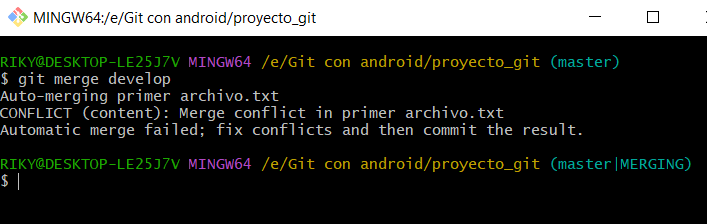 MINGW64:/e/Git con android/proyecto_git
RIKY@DESKTOP-LE25J7V MINGW64 /e/Git con android/proyecto_git (master)
$ git merge develop
Auto-merging primer archivo.txt
CONFLICT (content): Merge conflict in primer archivo.txt
Automatic merge failed; fix conflicts and then commit the result.
RIKY@DESKTOP-LE25J7V MINGW64 /e/Git con android/proyecto_git (master|MERGING)
$